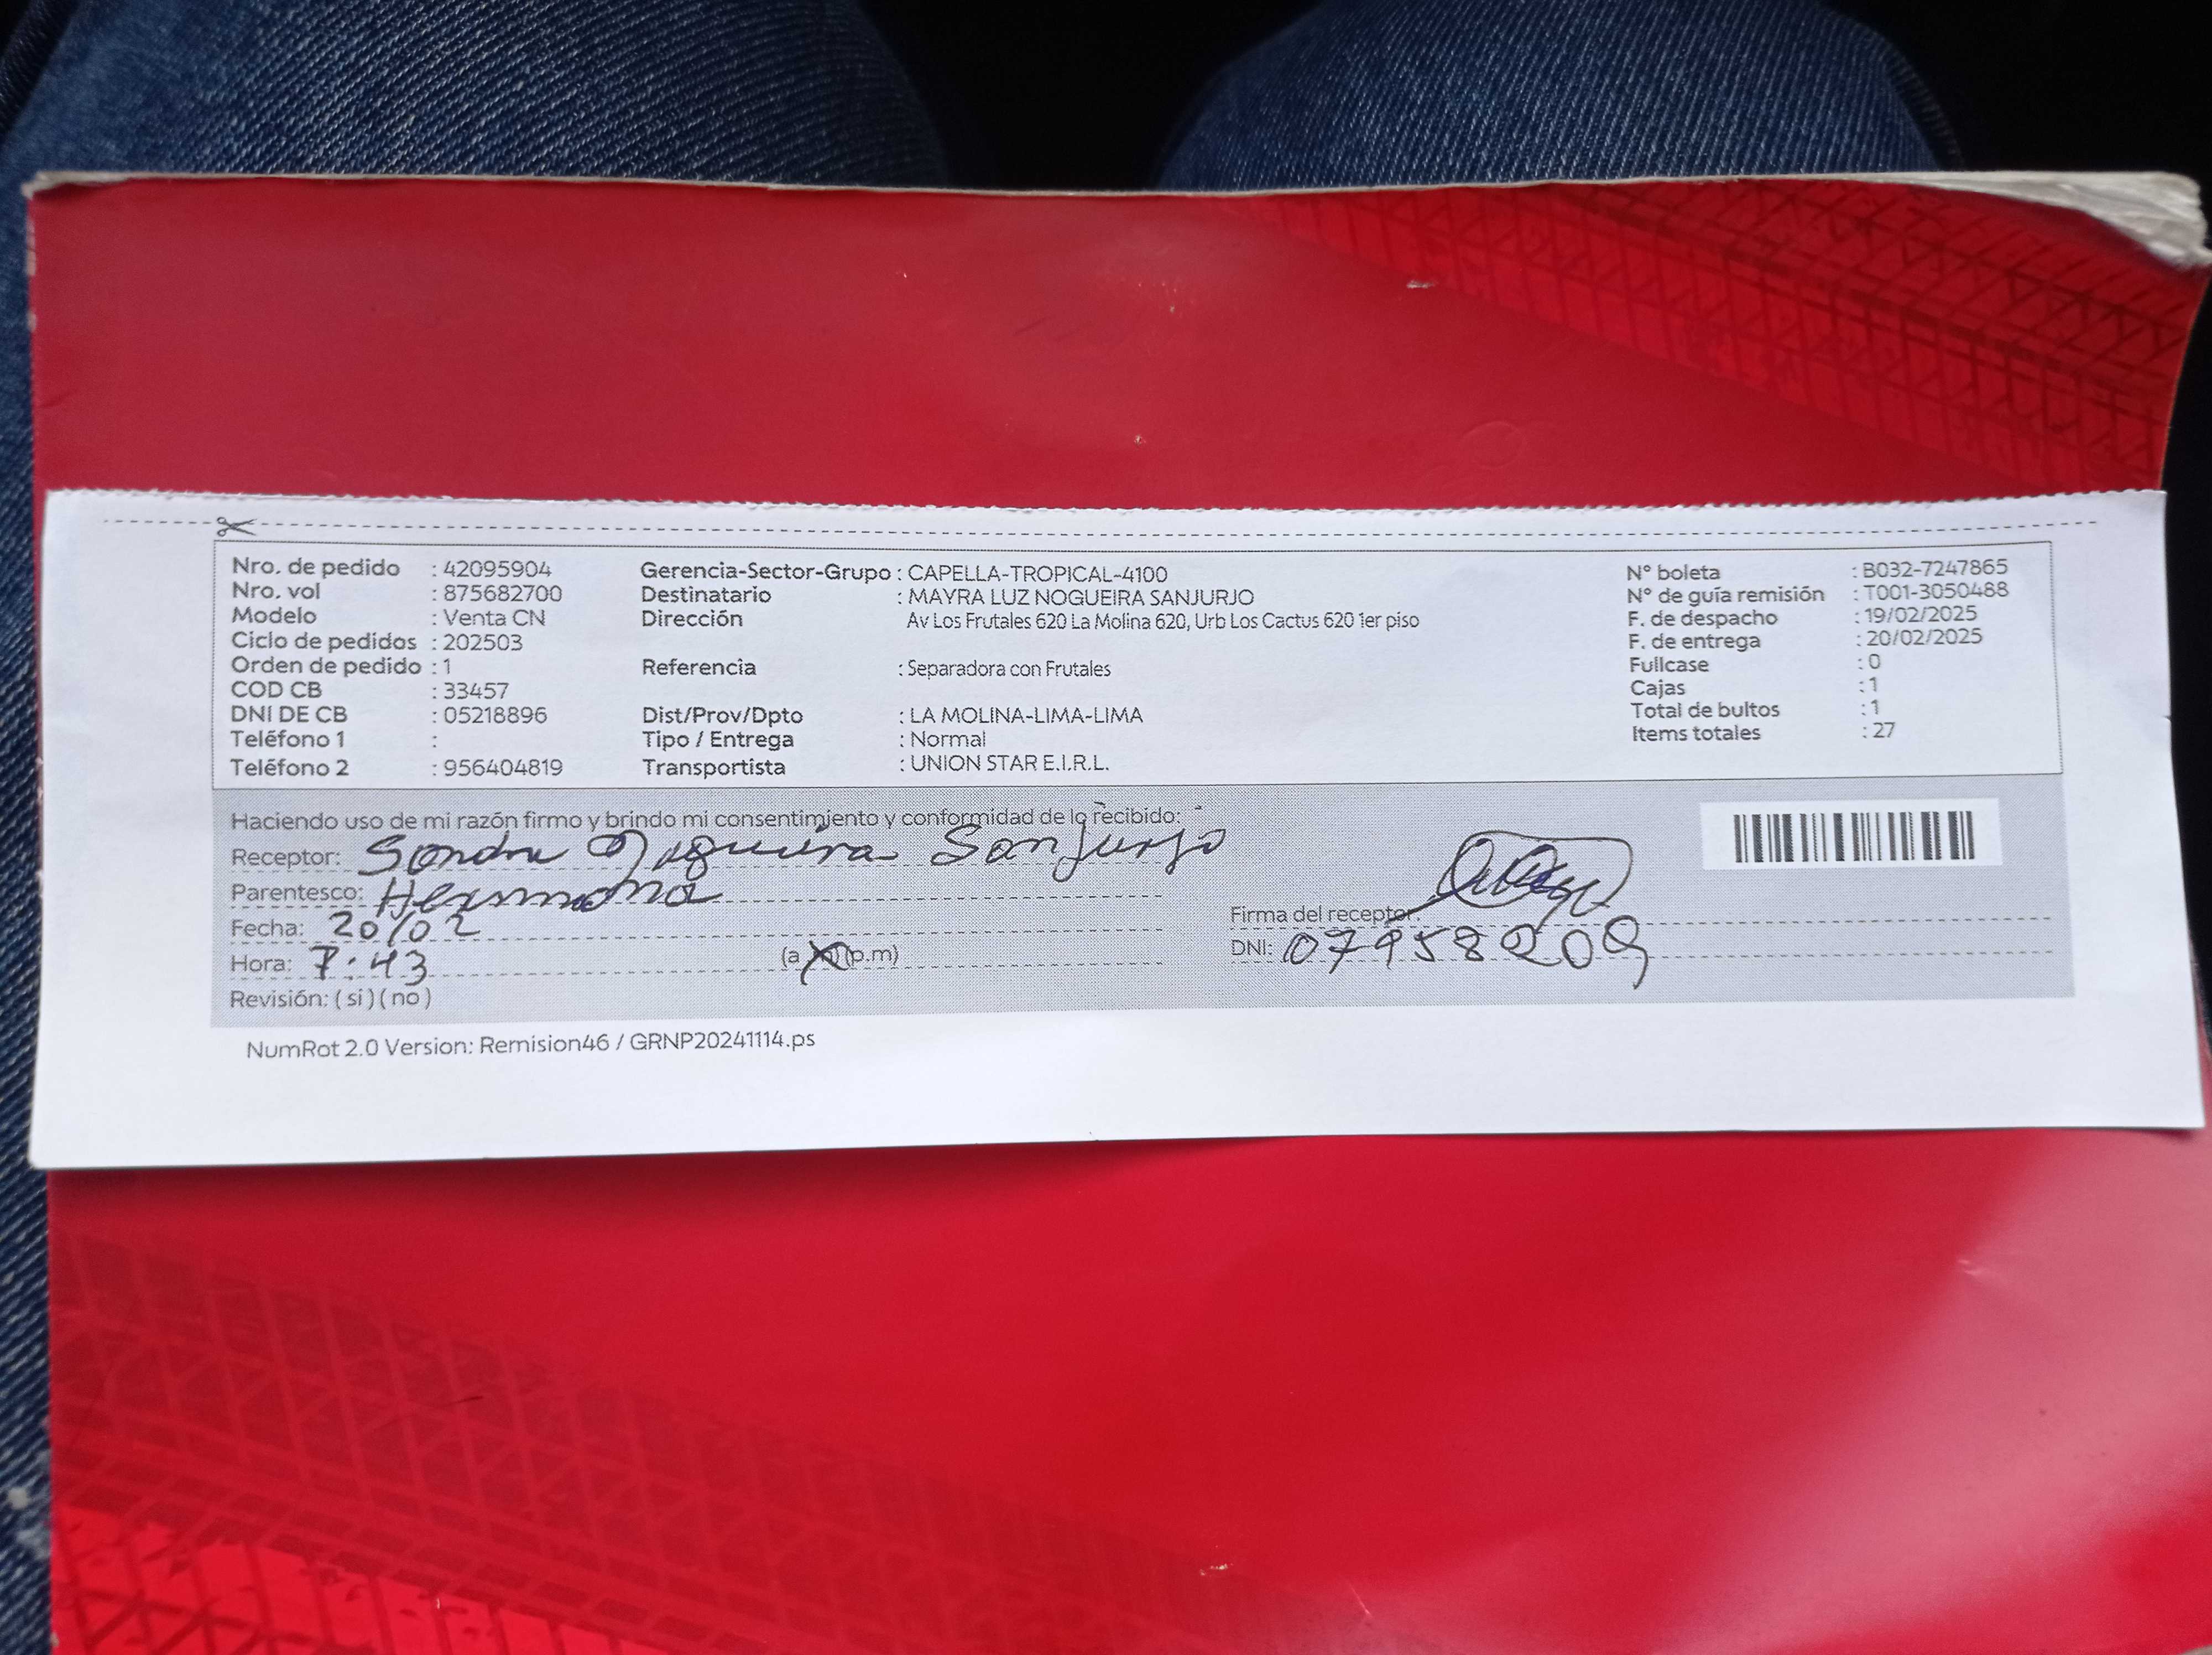 Nro. de pedido : 42095904
Nro. vol : 875682700
Modelo : Venta CN
Ciclo de pedidos : 202503
Orden de pedido : 1
COD CB : 33457
DNI DE CB : 05218896
Teléfono 1 :
Teléfono 2 : 956404819
Gerencia-Sector-Grupo : CAPELLA-TROPICAL-4100
Destinatario : MAYRA LUZ NOGUEIRA SANJURJO
Dirección Av Los Frutales 620 La Molina 620, Urb Los Cactus 620 1er piso
Referencia : Separadora con Frutales
Dist/Prov/Dpto : LA MOLINA-LIMA-LIMA
Tipo / Entrega : Normal
Transportista : UNION STAR E.I.R.L.
N° boleta : B032-7247865
N° de guía remisión : T001-3050488
F. de despacho : 19/02/2025
F. de entrega : 20/02/2025
Fullcase : 0
Cajas : 1
Total de bultos : 1
Items totales : 27
Haciendo uso de mi razón firmo y brindo mi consentimiento y conformidad de lo recibido:
Receptor: Sandra Nogueira Sanjurjo
Parentesco: Hermana
Fecha: 20/02
Hora: 7:43 (a.m) (p.m)
Revisión: (si) (no)
Firma del receptor:
DNI: 07958209
NumRot 2.0 Version: Remision46 / GRNP20241114.ps